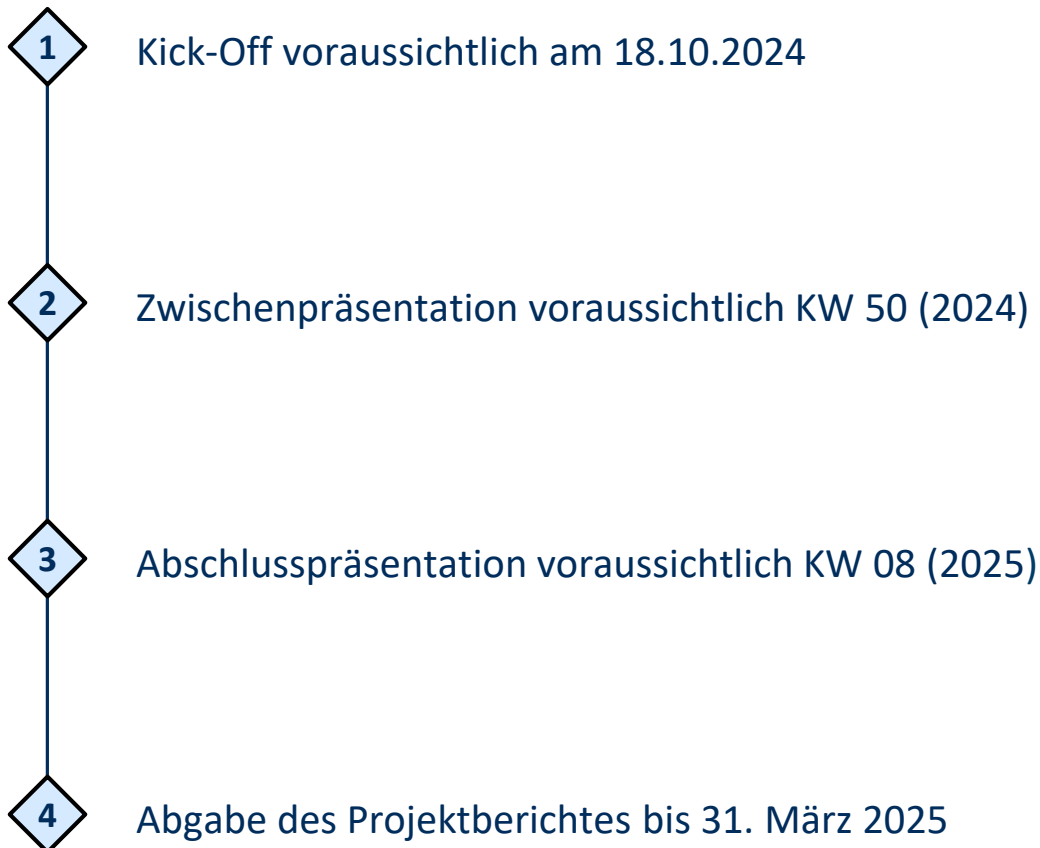 1 Kick-Off voraussichtlich am 18.10.2024
2 Zwischenpräsentation voraussichtlich KW 50 (2024)
3 Abschlusspräsentation voraussichtlich KW 08 (2025)
4 Abgabe des Projektberichtes bis 31. März 2025